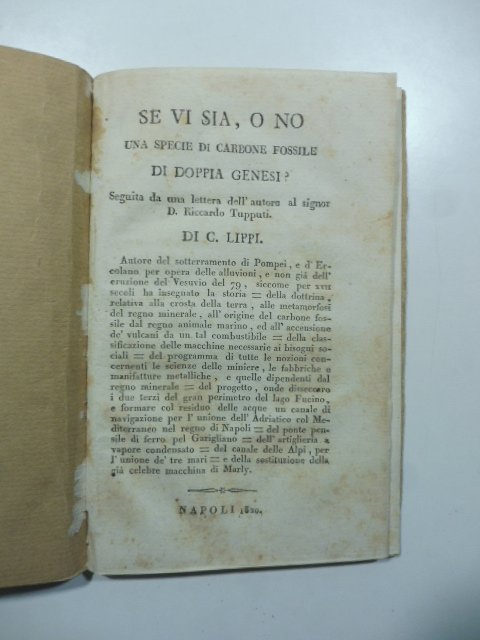 SE VI SIA, O NO
UNA SPECIE DI CARBONE FOSSILE
DI DOPPIA GENESI?
Seguita da una lettera dell'autore al signor
D. Riccardo Tupputi.
DI C. LIPPI.
Autore del sotterramento di Pompei, e d'Er-
colano per opera delle alluvioni, e non già dell'
eruzione del Vesuvio del 79, siccome per XVII
secoli ha insegnato la storia = della dottrina,
relativa alla crosta della terra, alle metamorfosi
del regno minerale, all'origine del carbone fos-
sile dal regno animale marino, ed all'accensione
de' vulcani da un tal combustibile = della clas-
sificazione delle macchine necessarie ai bisogni so-
ciali = del programma di tutte le nozioni con-
cernenti le scienze delle miniere, le fabbriche o
manifatture metalliche, e quelle dipendenti dal
regno minerale = del progetto, onde dissecare
i due terzi del gran perimetro del lago Fucino,
e formare col residuo delle acque un canale di
navigazione per l'unione dell'Adriatico col Me-
diterraneo nel regno di Napoli = del ponte pen-
sile di ferro pel Garigliano = dell'artiglieria a
vapore condensato = del canale delle Alpi, per
l'unione de' tre mari = e della sostituzione della
già celebre macchina di Marly.
NAPOLI 1820.